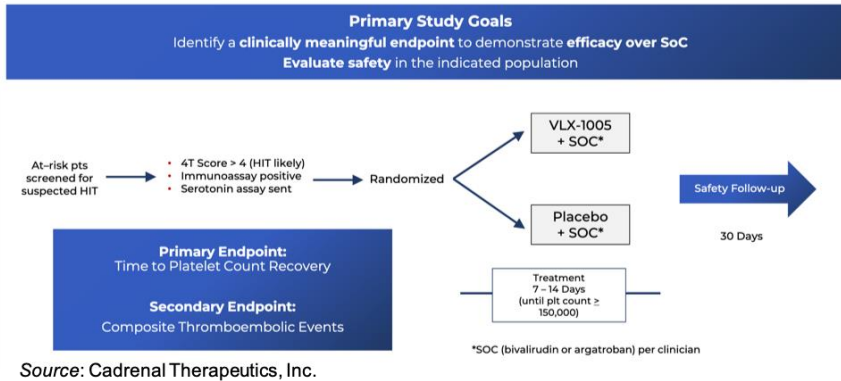 Primary Study Goals
Identify a clinically meaningful endpoint to demonstrate efficacy over SoC
Evaluate safety in the indicated population
At–risk pts
screened for
suspected HIT
• 4T Score > 4 (HIT likely)
• Immunoassay positive
• Serotonin assay sent
Randomized
VLX-1005
+ SOC*
Placebo
+ SOC*
Safety Follow-up
30 Days
Primary Endpoint:
Time to Platelet Count Recovery
Secondary Endpoint:
Composite Thromboembolic Events
Treatment
7 – 14 Days
(until plt count ≥
150,000)
*SOC (bivalirudin or argatroban) per clinician
Source: Cadrenal Therapeutics, Inc.